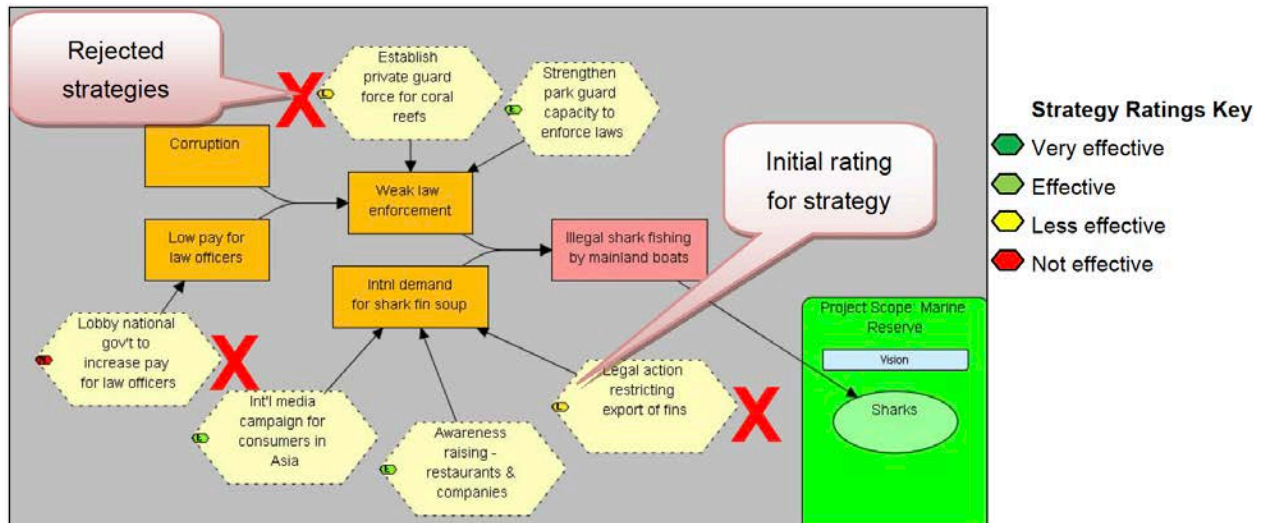 Rejected
strategies
X
Establish
private guard
force for coral
reefs
Strengthen
park guard
capacity to
enforce laws
Corruption
Weak law
enforcement
Initial rating
for strategy
Low pay for
law officers
Illegal shark fishing
by mainland boats
Intnl demand
for shark fin soup
Lobby national
gov't to
increase pay
for law officers
X
Int'l media
campaign for
consumers in
Asia
Awareness
raising -
restaurants &
companies
Legal action
restricting
export of fins
X
Project Scope: Marine
Reserve
Vision
Sharks
Strategy Ratings Key
Very effective
Effective
Less effective
Not effective